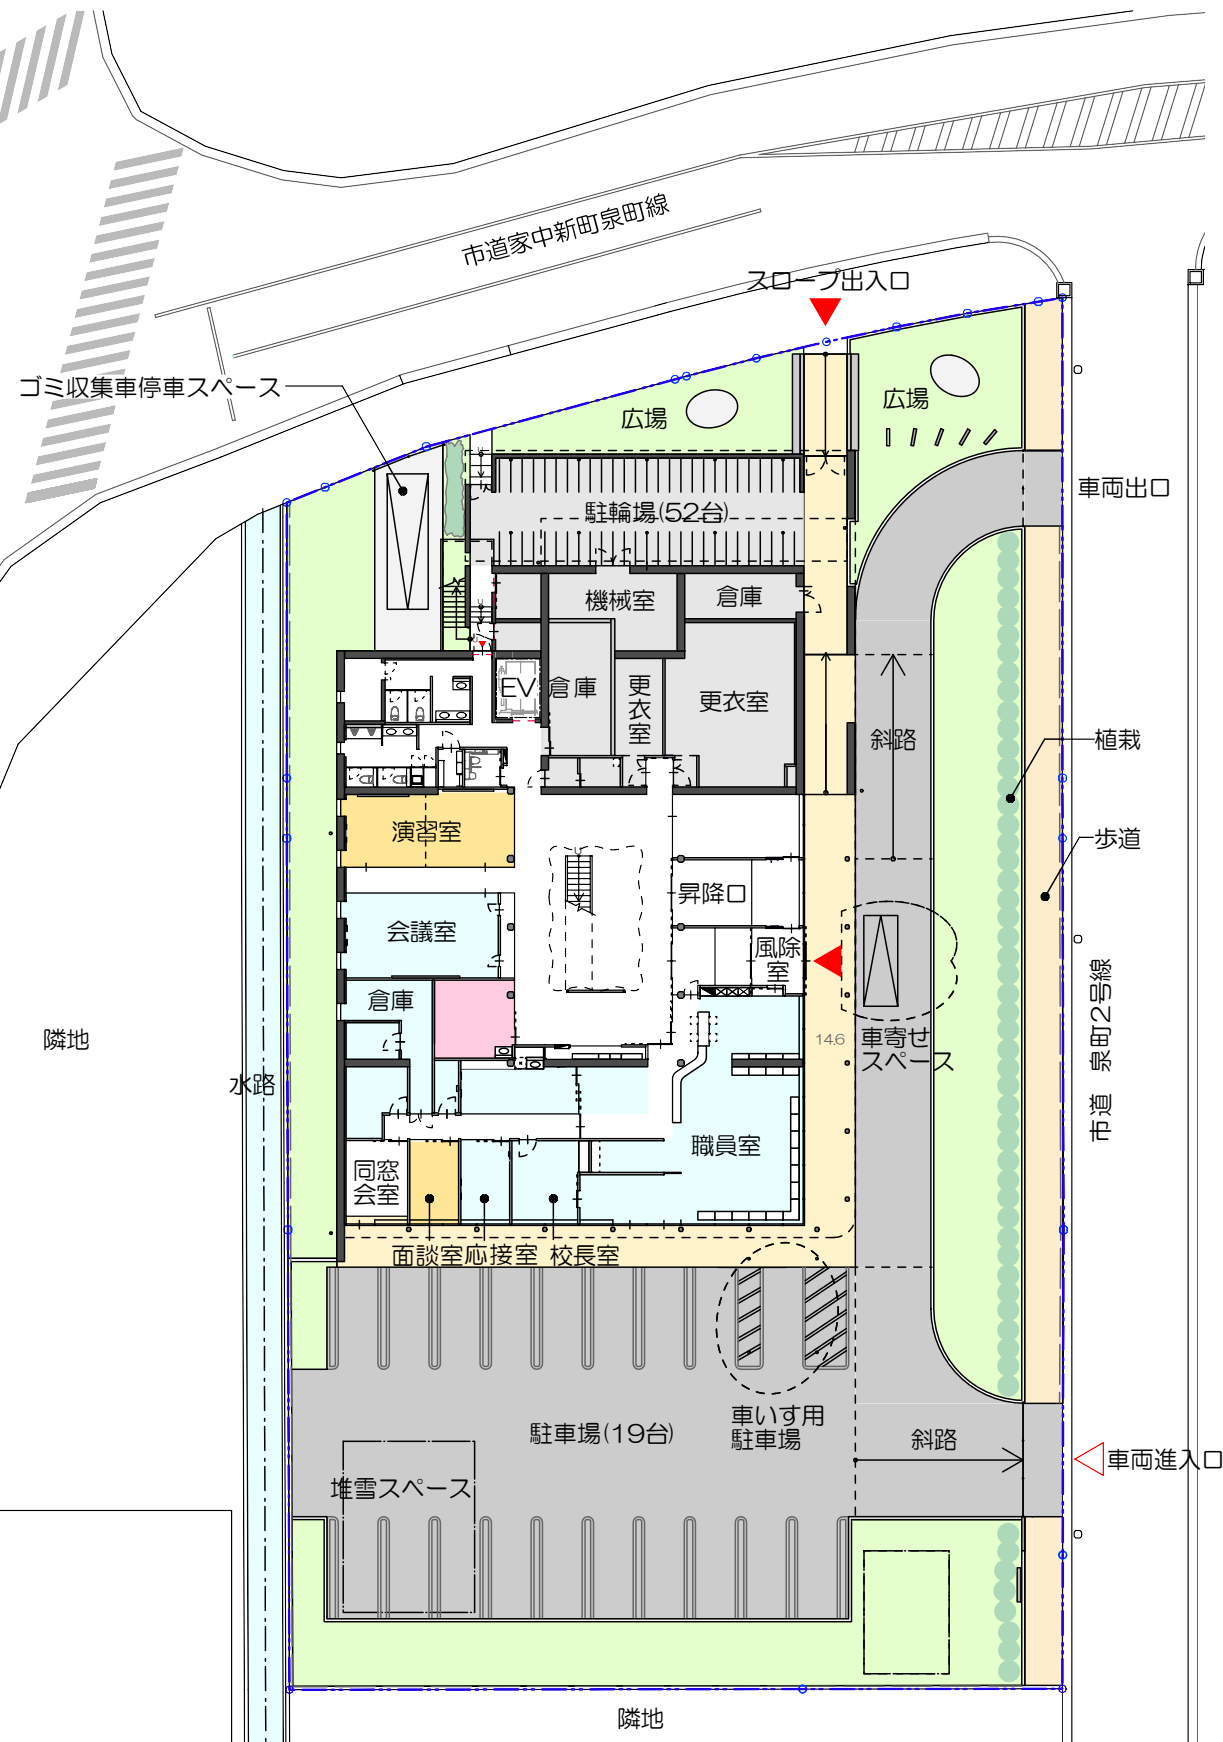 市道家中新町泉町線
スロープ出入口
ゴミ収集車停車スペース
広場
広場
車両出口
駐輪場(52台)
機械室
倉庫
EV
倉庫
更衣室
更衣室
斜路
植栽
演習室
歩道
昇降口
会議室
風除
室
倉庫
市道 泉町2号線
隣地
146
車寄せ
スペース
水路
職員室
同窓
会室
面談室
応接室
校長室
車いす用
駐車場
駐車場(19台)
斜路
車両進入口
堆雪スペース
隣地